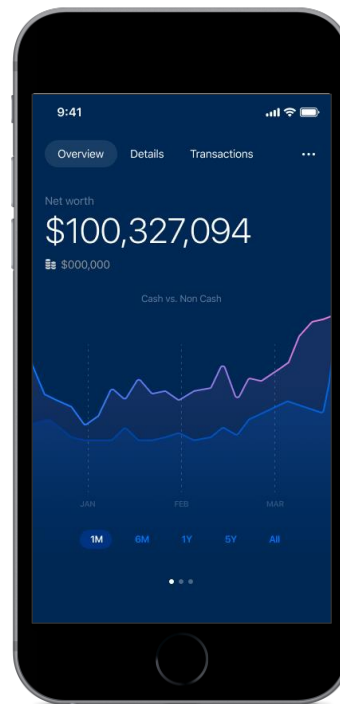 9:41
Overview Details Transactions ...
Net worth
$100,327,094
$000,000
Cash vs. Non Cash
JAN FEB MAR
1M 6M 1Y 5Y All